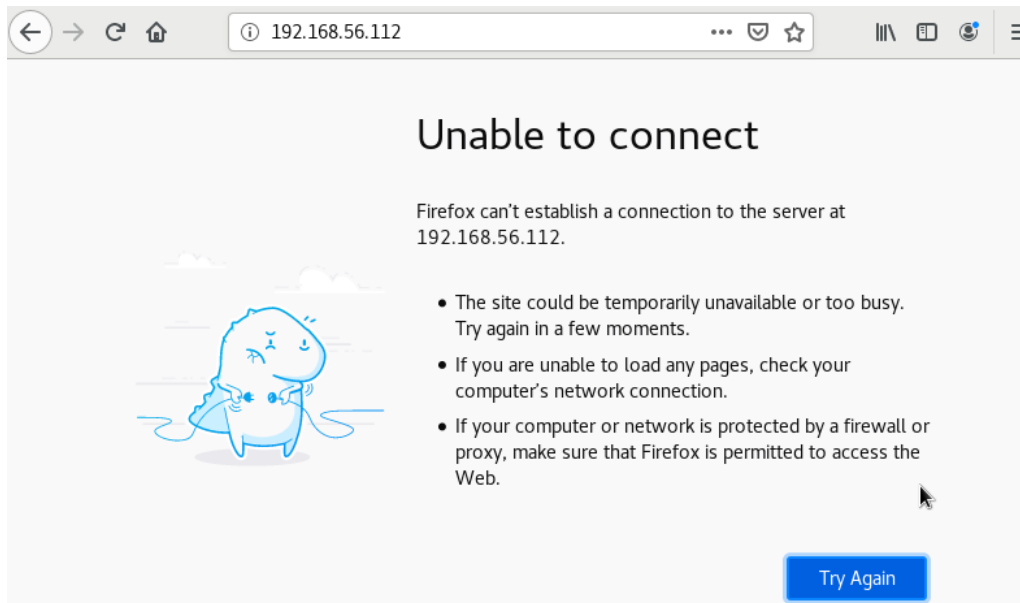 192.168.56.112
Unable to connect
Firefox can't establish a connection to the server at
192.168.56.112.
• The site could be temporarily unavailable or too busy.
Try again in a few moments.
• If you are unable to load any pages, check your
computer's network connection.
• If your computer or network is protected by a firewall or
proxy, make sure that Firefox is permitted to access the
Web.
Try Again